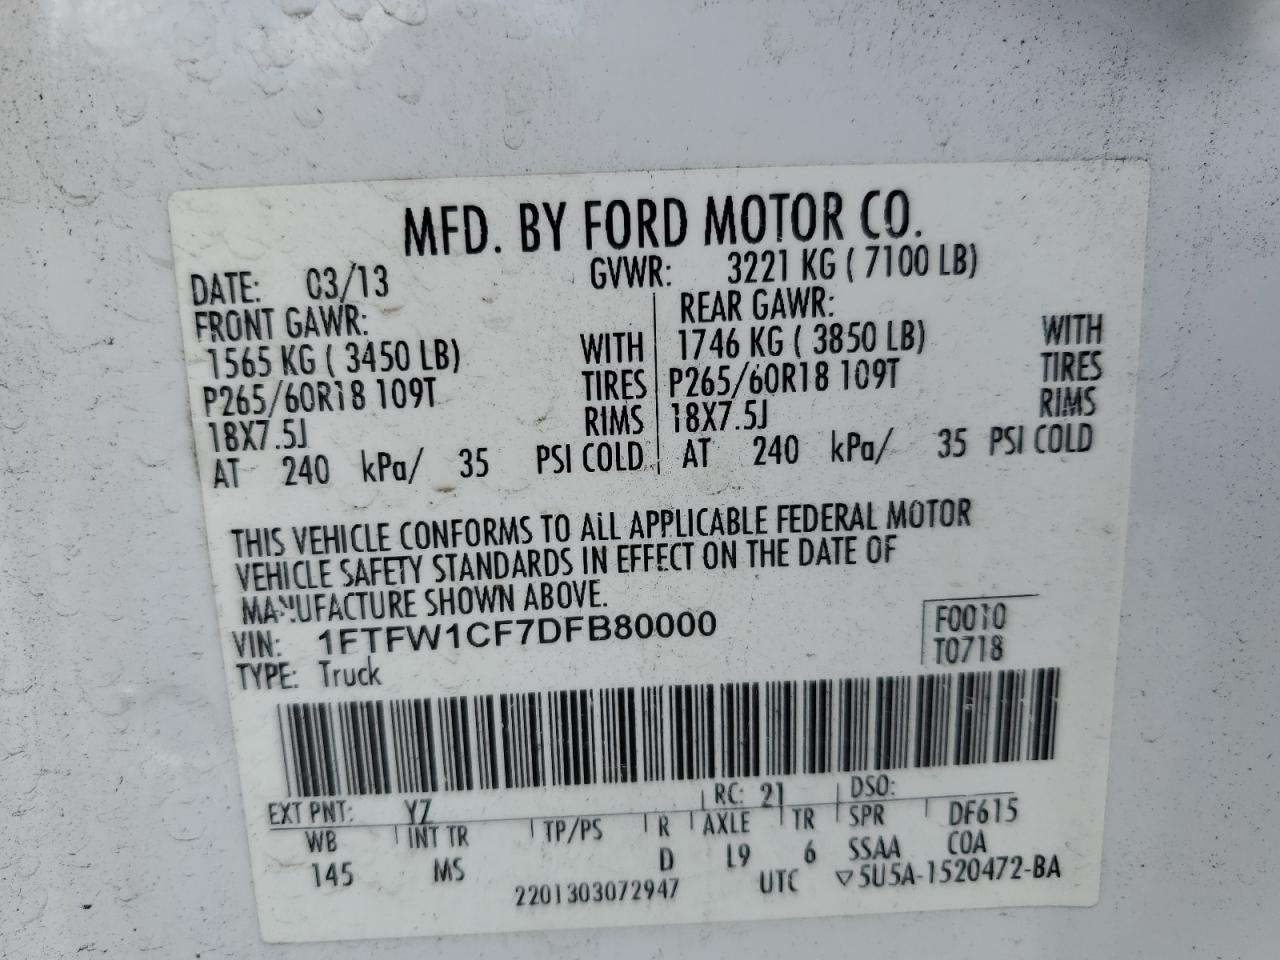 MFD. BY FORD MOTOR CO.
DATE: 03/13 GVWR: 3221 KG ( 7100 LB)
FRONT GAWR: REAR GAWR:
1565 KG ( 3450 LB) WITH 1746 KG ( 3850 LB) WITH
P265/60R18 109T TIRES P265/60R18 109T TIRES
18X7.5J RIMS 18X7.5J RIMS
AT 240 kPa/ 35 PSI COLD AT 240 kPa/ 35 PSI COLD
THIS VEHICLE CONFORMS TO ALL APPLICABLE FEDERAL MOTOR
VEHICLE SAFETY STANDARDS IN EFFECT ON THE DATE OF
MANUFACTURE SHOWN ABOVE.
VIN: 1FTFW1CF7DFB80000 F0010
TYPE: Truck T0718
EXT PNT: YZ RC: 21 DSO:
WB INT TR TP/PS R AXLE TR SPR DF615
145 MS D L9 6 SSAA COA
2201303072947 UTC ▽5U5A-1520472-BA